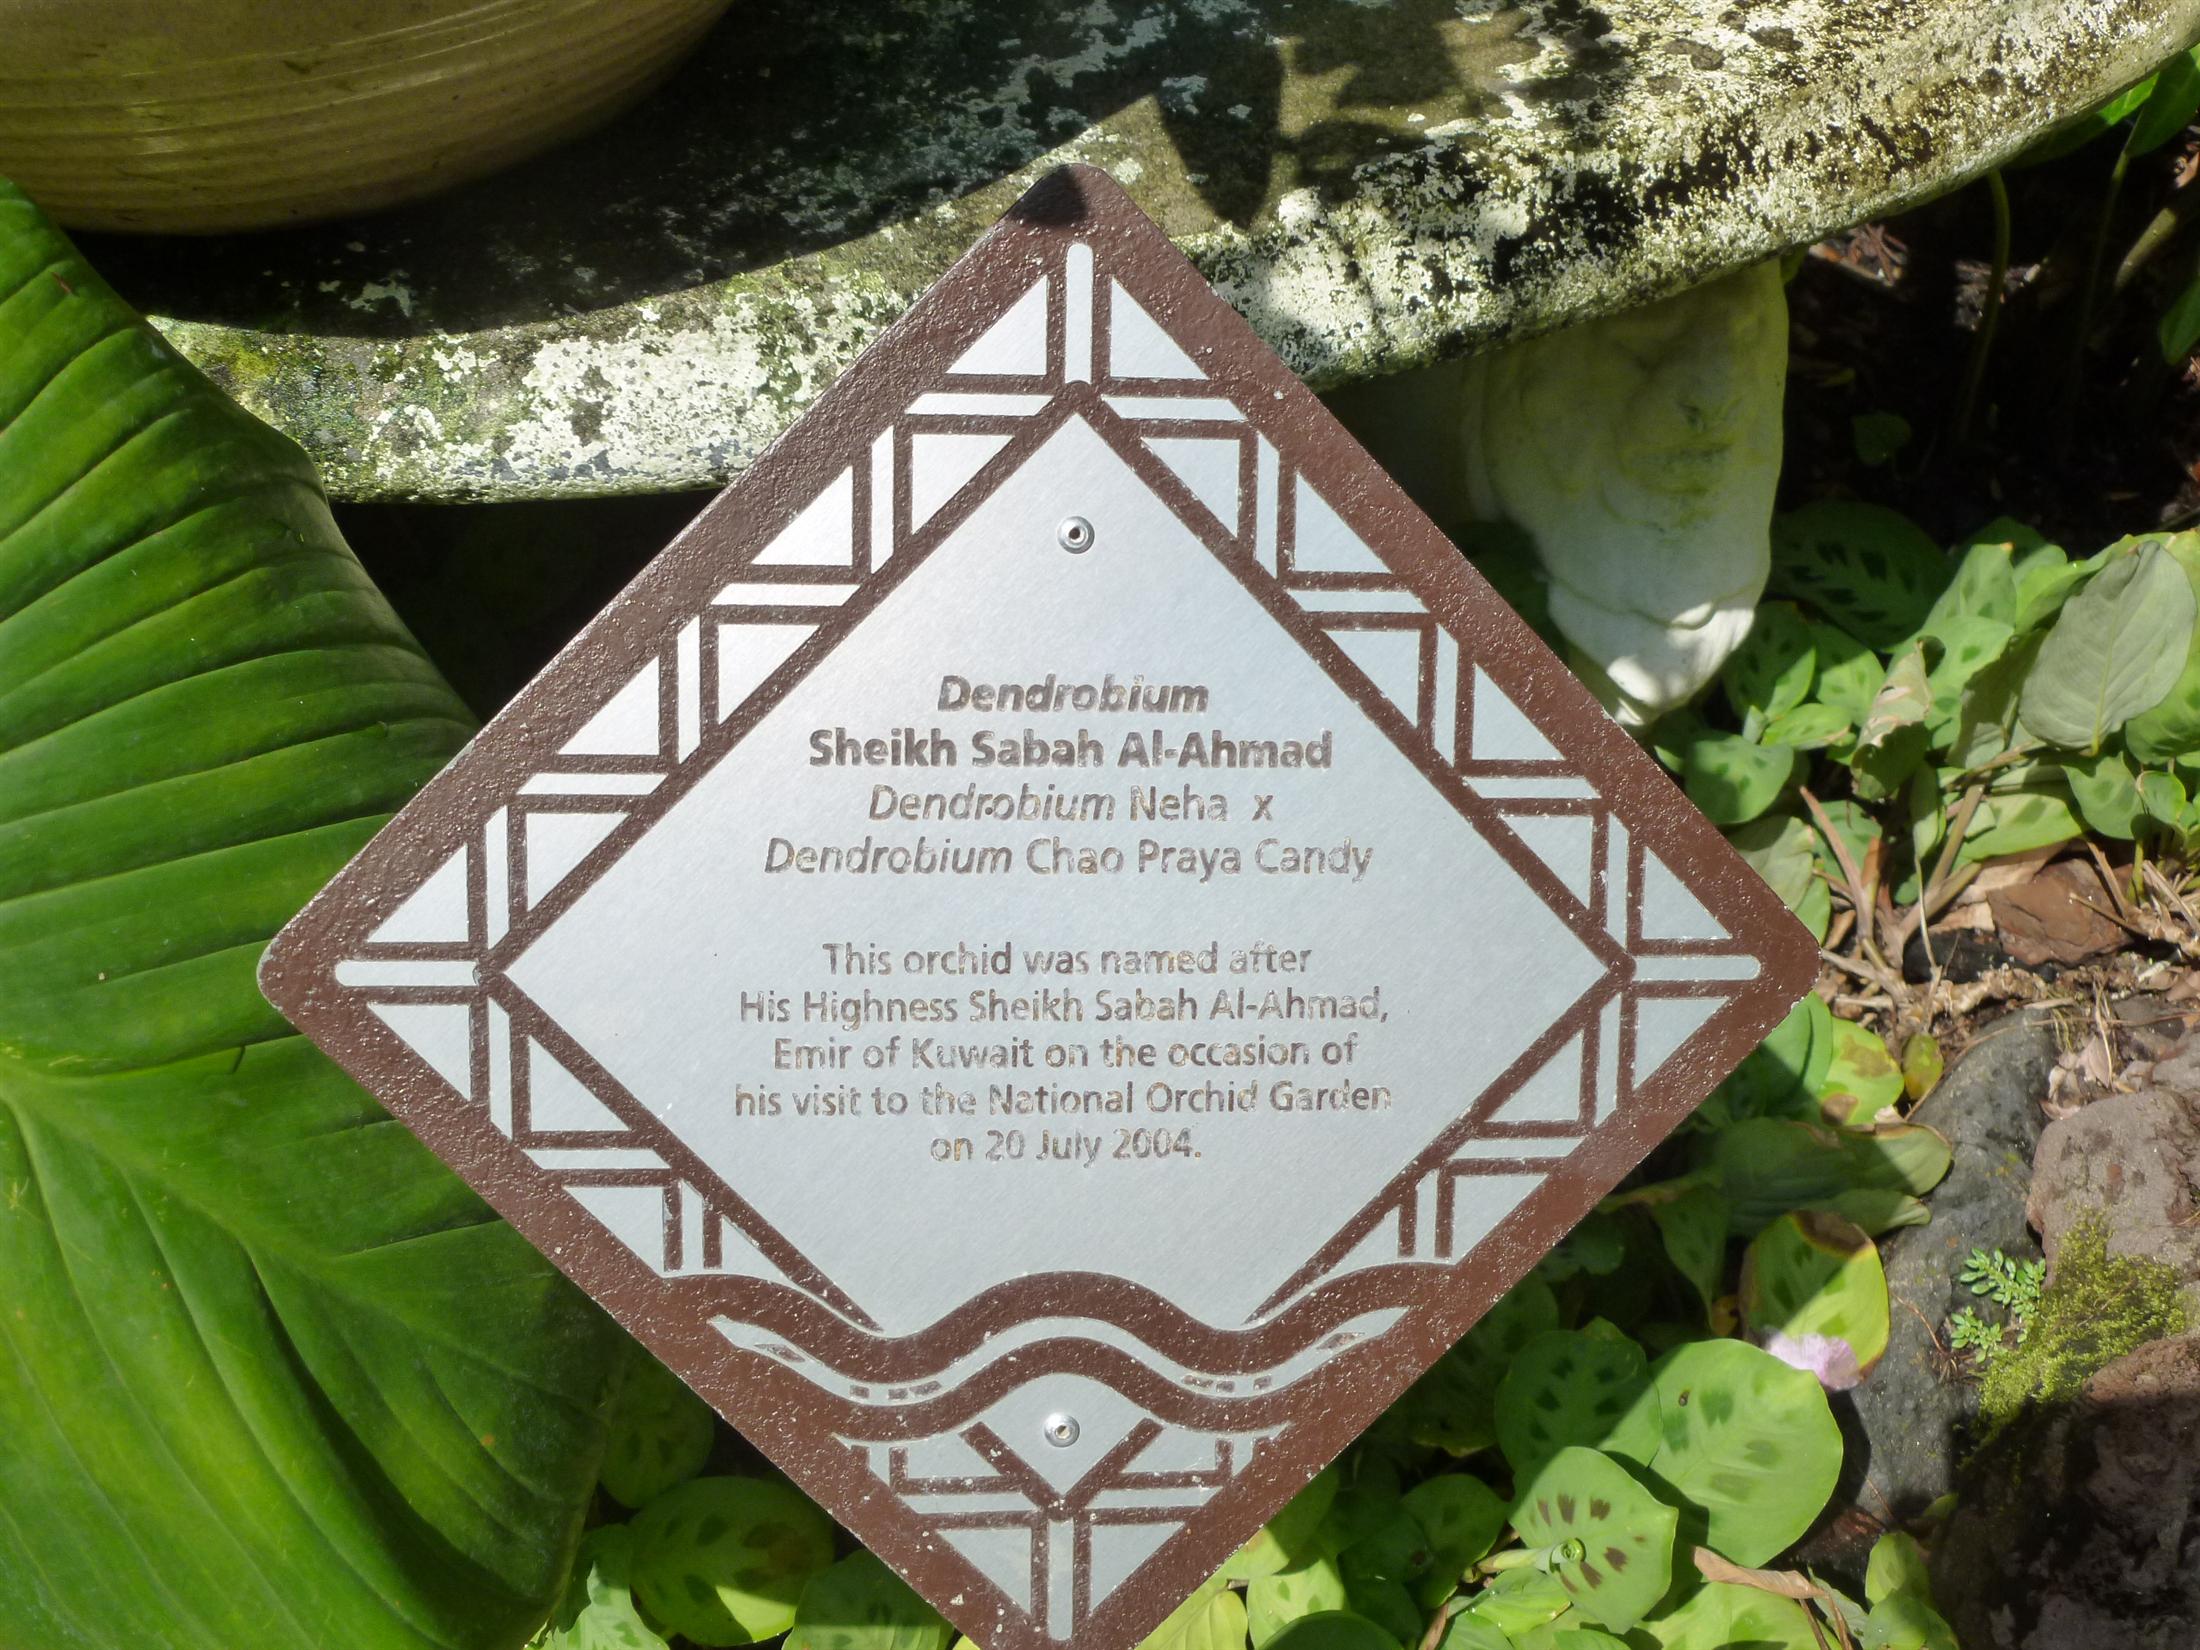 Dendrobium
Sheikh Sabah Al-Ahmad
Dendrobium Neha x
Dendrobium Chao Praya Candy
This orchid was named after
His Highness Sheikh Sabah Al-Ahmad,
Emir of Kuwait on the occasion of
his visit to the National Orchid Garden
on 20 July 2004.